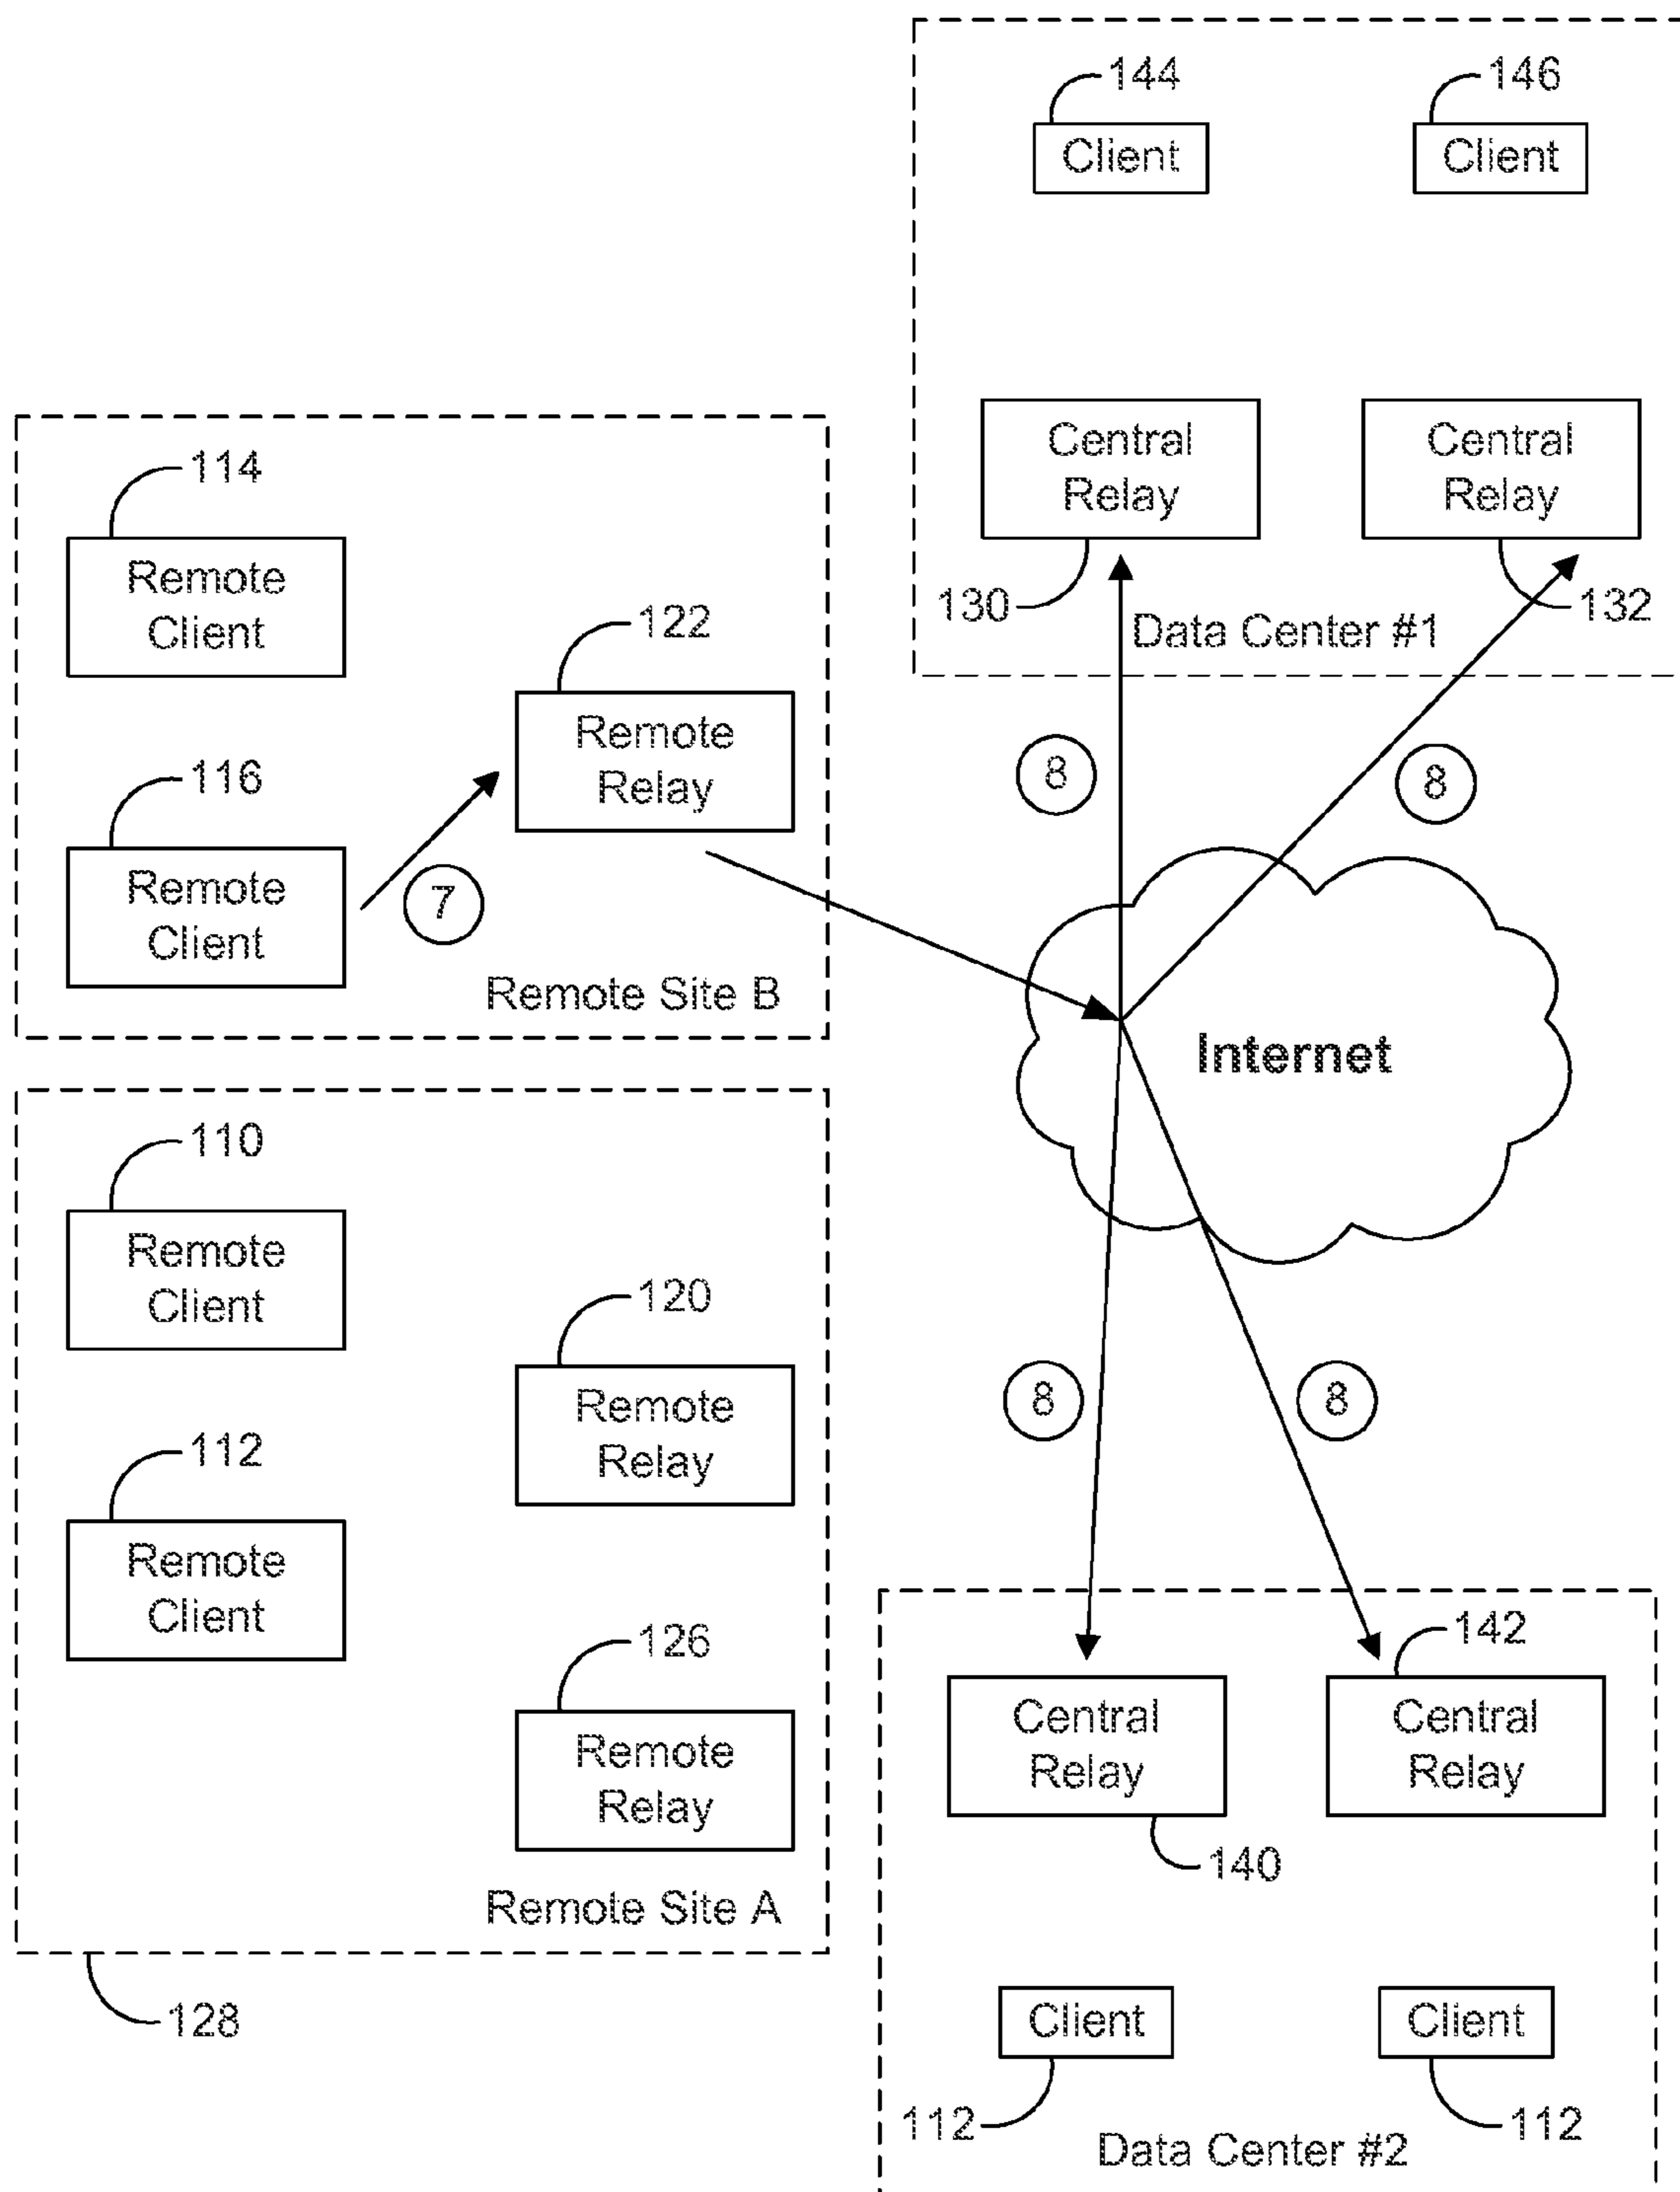 144
146
Client
Client
Central
Relay
Central
Relay
130
132
Data Center #1
114
Remote
Client
122
Remote
Relay
116
Remote
Client
7
Remote Site B
8
8
Internet
110
Remote
Client
120
Remote
Relay
112
Remote
Client
126
Remote
Relay
Remote Site A
128
8
8
142
Central
Relay
Central
Relay
140
Client
Client
112
112
Data Center #2